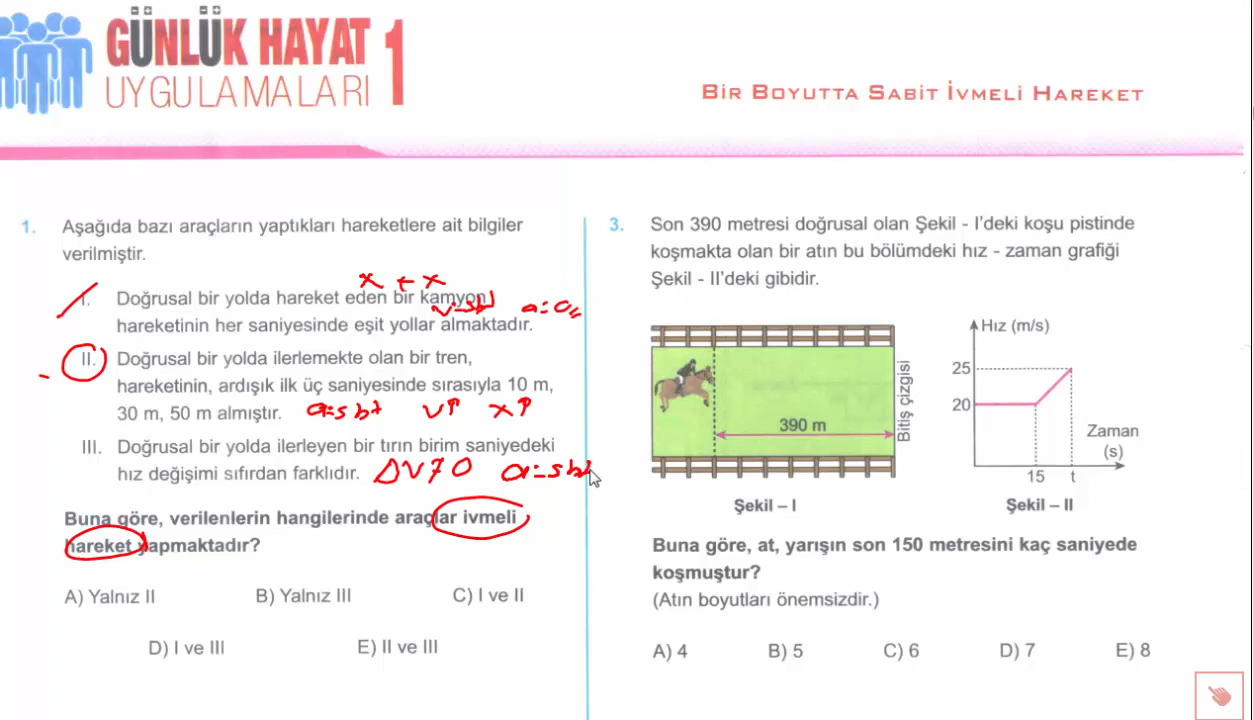 GÜNLÜK HAYAT 1
UYGULAMALARI
BİR BOYUTTA SABİT İVMELİ HAREKET
1. Aşağıda bazı araçların yaptıkları hareketlere ait bilgiler
verilmiştir.
x t x
I. Doğrusal bir yolda hareket eden bir kamyon
v=sbt a=0
hareketinin her saniyesinde eşit yollar almaktadır.
II. Doğrusal bir yolda ilerlemekte olan bir tren,
hareketinin, ardışık ilk üç saniyesinde sırasıyla 10 m,
30 m, 50 m almıştır. a=sbt v↑ x↑
III. Doğrusal bir yolda ilerleyen bir tırın birim saniyedeki
hız değişimi sıfırdan farklıdır. ΔV≠0 a=sbt
Buna göre, verilenlerin hangilerinde araçlar ivmeli
hareket yapmaktadır?
A) Yalnız II B) Yalnız III C) I ve II
D) I ve III E) II ve III
3. Son 390 metresi doğrusal olan Şekil - I'deki koşu pistinde
koşmakta olan bir atın bu bölümdeki hız - zaman grafiği
Şekil - II'deki gibidir.
390 m
Bitiş çizgisi
Şekil – I
Hız (m/s)
25
20
Zaman
(s)
15 t
Şekil – II
Buna göre, at, yarışın son 150 metresini kaç saniyede
koşmuştur?
(Atın boyutları önemsizdir.)
A) 4 B) 5 C) 6 D) 7 E) 8